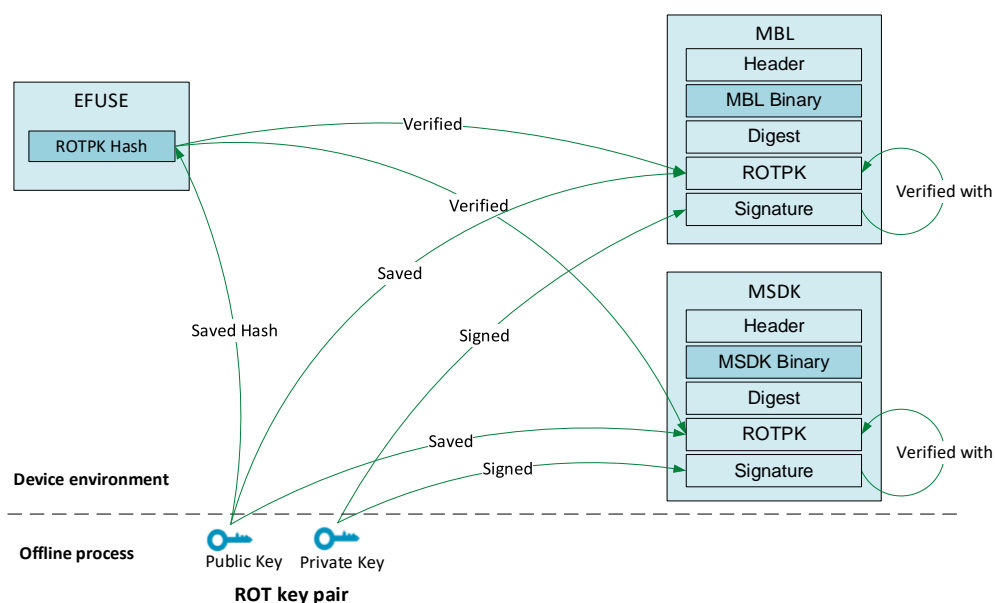 MBL
Header
MBL Binary
Digest
ROTPK
Signature
Verified with
EFUSE
ROTPK Hash
Verified
Verified
Saved
Saved Hash
Signed
MSDK
Header
MSDK Binary
Digest
ROTPK
Signature
Verified with
Saved
Signed
Device environment
Offline process
Public Key
Private Key
ROT key pair